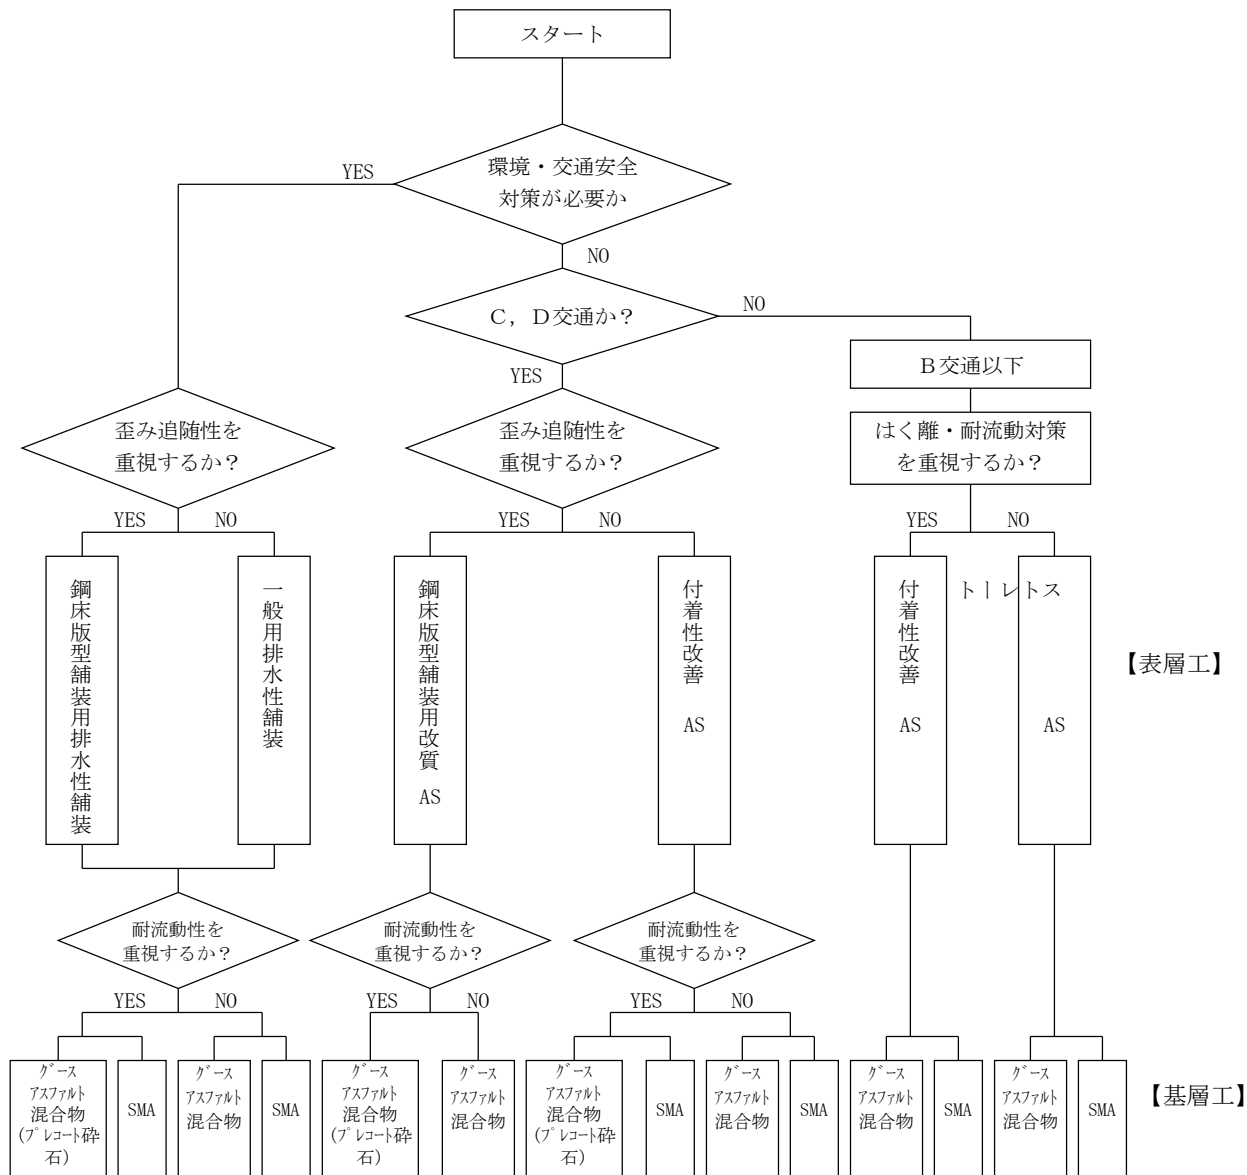 スタート
環境・交通安全
対策が必要か
YES
NO
C，D交通か？
NO
YES
B交通以下
歪み追随性を
重視するか？
歪み追随性を
重視するか？
はく離・耐流動対策
を重視するか？
YES
NO
YES
NO
YES
NO
鋼床版型舗装用排水性舗装
一般用排水性舗装
鋼床版型舗装用改質
AS
付着性改善
AS
付着性改善
AS
トーレトス
AS
【表層工】
耐流動性を
重視するか？
耐流動性を
重視するか？
耐流動性を
重視するか？
YES
NO
YES
NO
YES
NO
ｸﾞｰｽ
ｱｽﾌｧﾙﾄ
混合物
(ﾌﾟﾚｺｰﾄ砕
石)
SMA
ｸﾞｰｽ
ｱｽﾌｧﾙﾄ
混合物
SMA
ｸﾞｰｽ
ｱｽﾌｧﾙﾄ
混合物
(ﾌﾟﾚｺｰﾄ砕
石)
ｸﾞｰｽ
ｱｽﾌｧﾙﾄ
混合物
ｸﾞｰｽ
ｱｽﾌｧﾙﾄ
混合物
(ﾌﾟﾚｺｰﾄ砕
石)
SMA
ｸﾞｰｽ
ｱｽﾌｧﾙﾄ
混合物
SMA
ｸﾞｰｽ
ｱｽﾌｧﾙﾄ
混合物
SMA
ｸﾞｰｽ
ｱｽﾌｧﾙﾄ
混合物
SMA
【基層工】